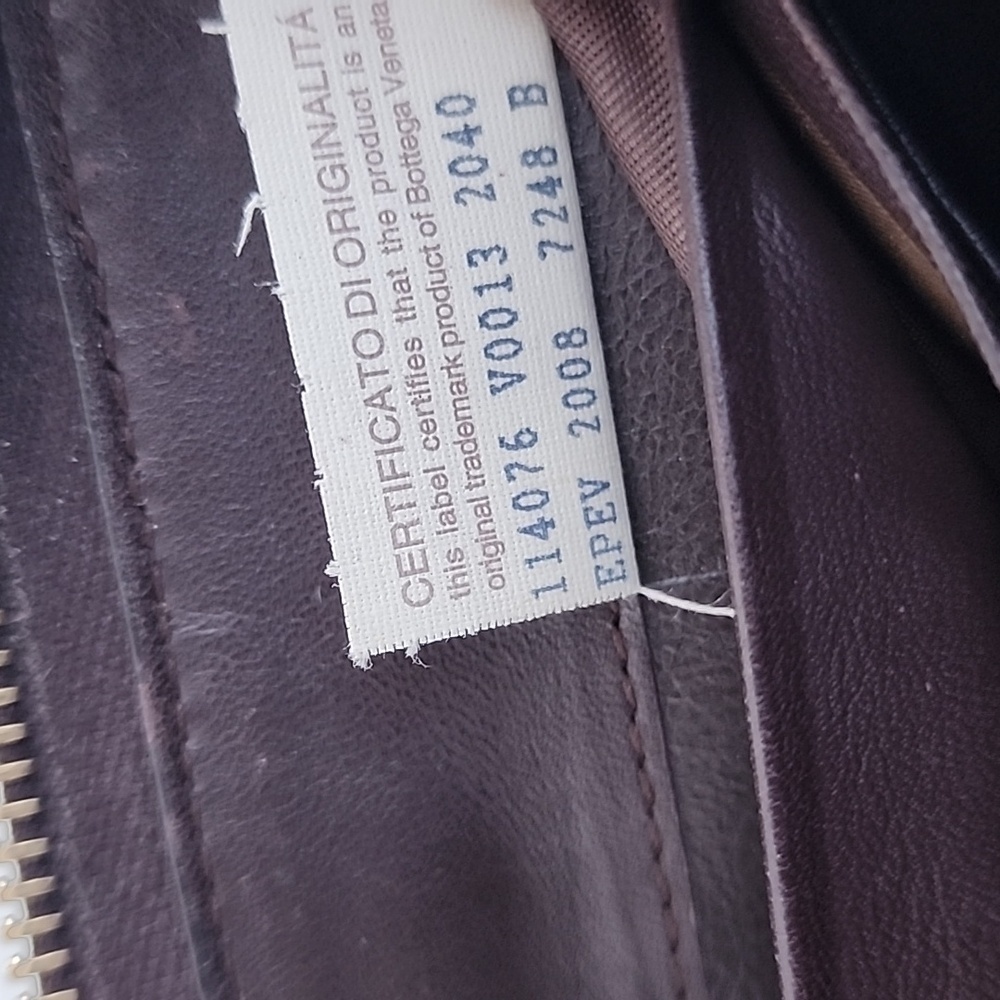 CERTIFICATO DI ORIGINALITÁ
this label certifies that the product is an
original trademark product of Bottega Veneta
114076 V0013 2040
EPEV 2008 7248 B